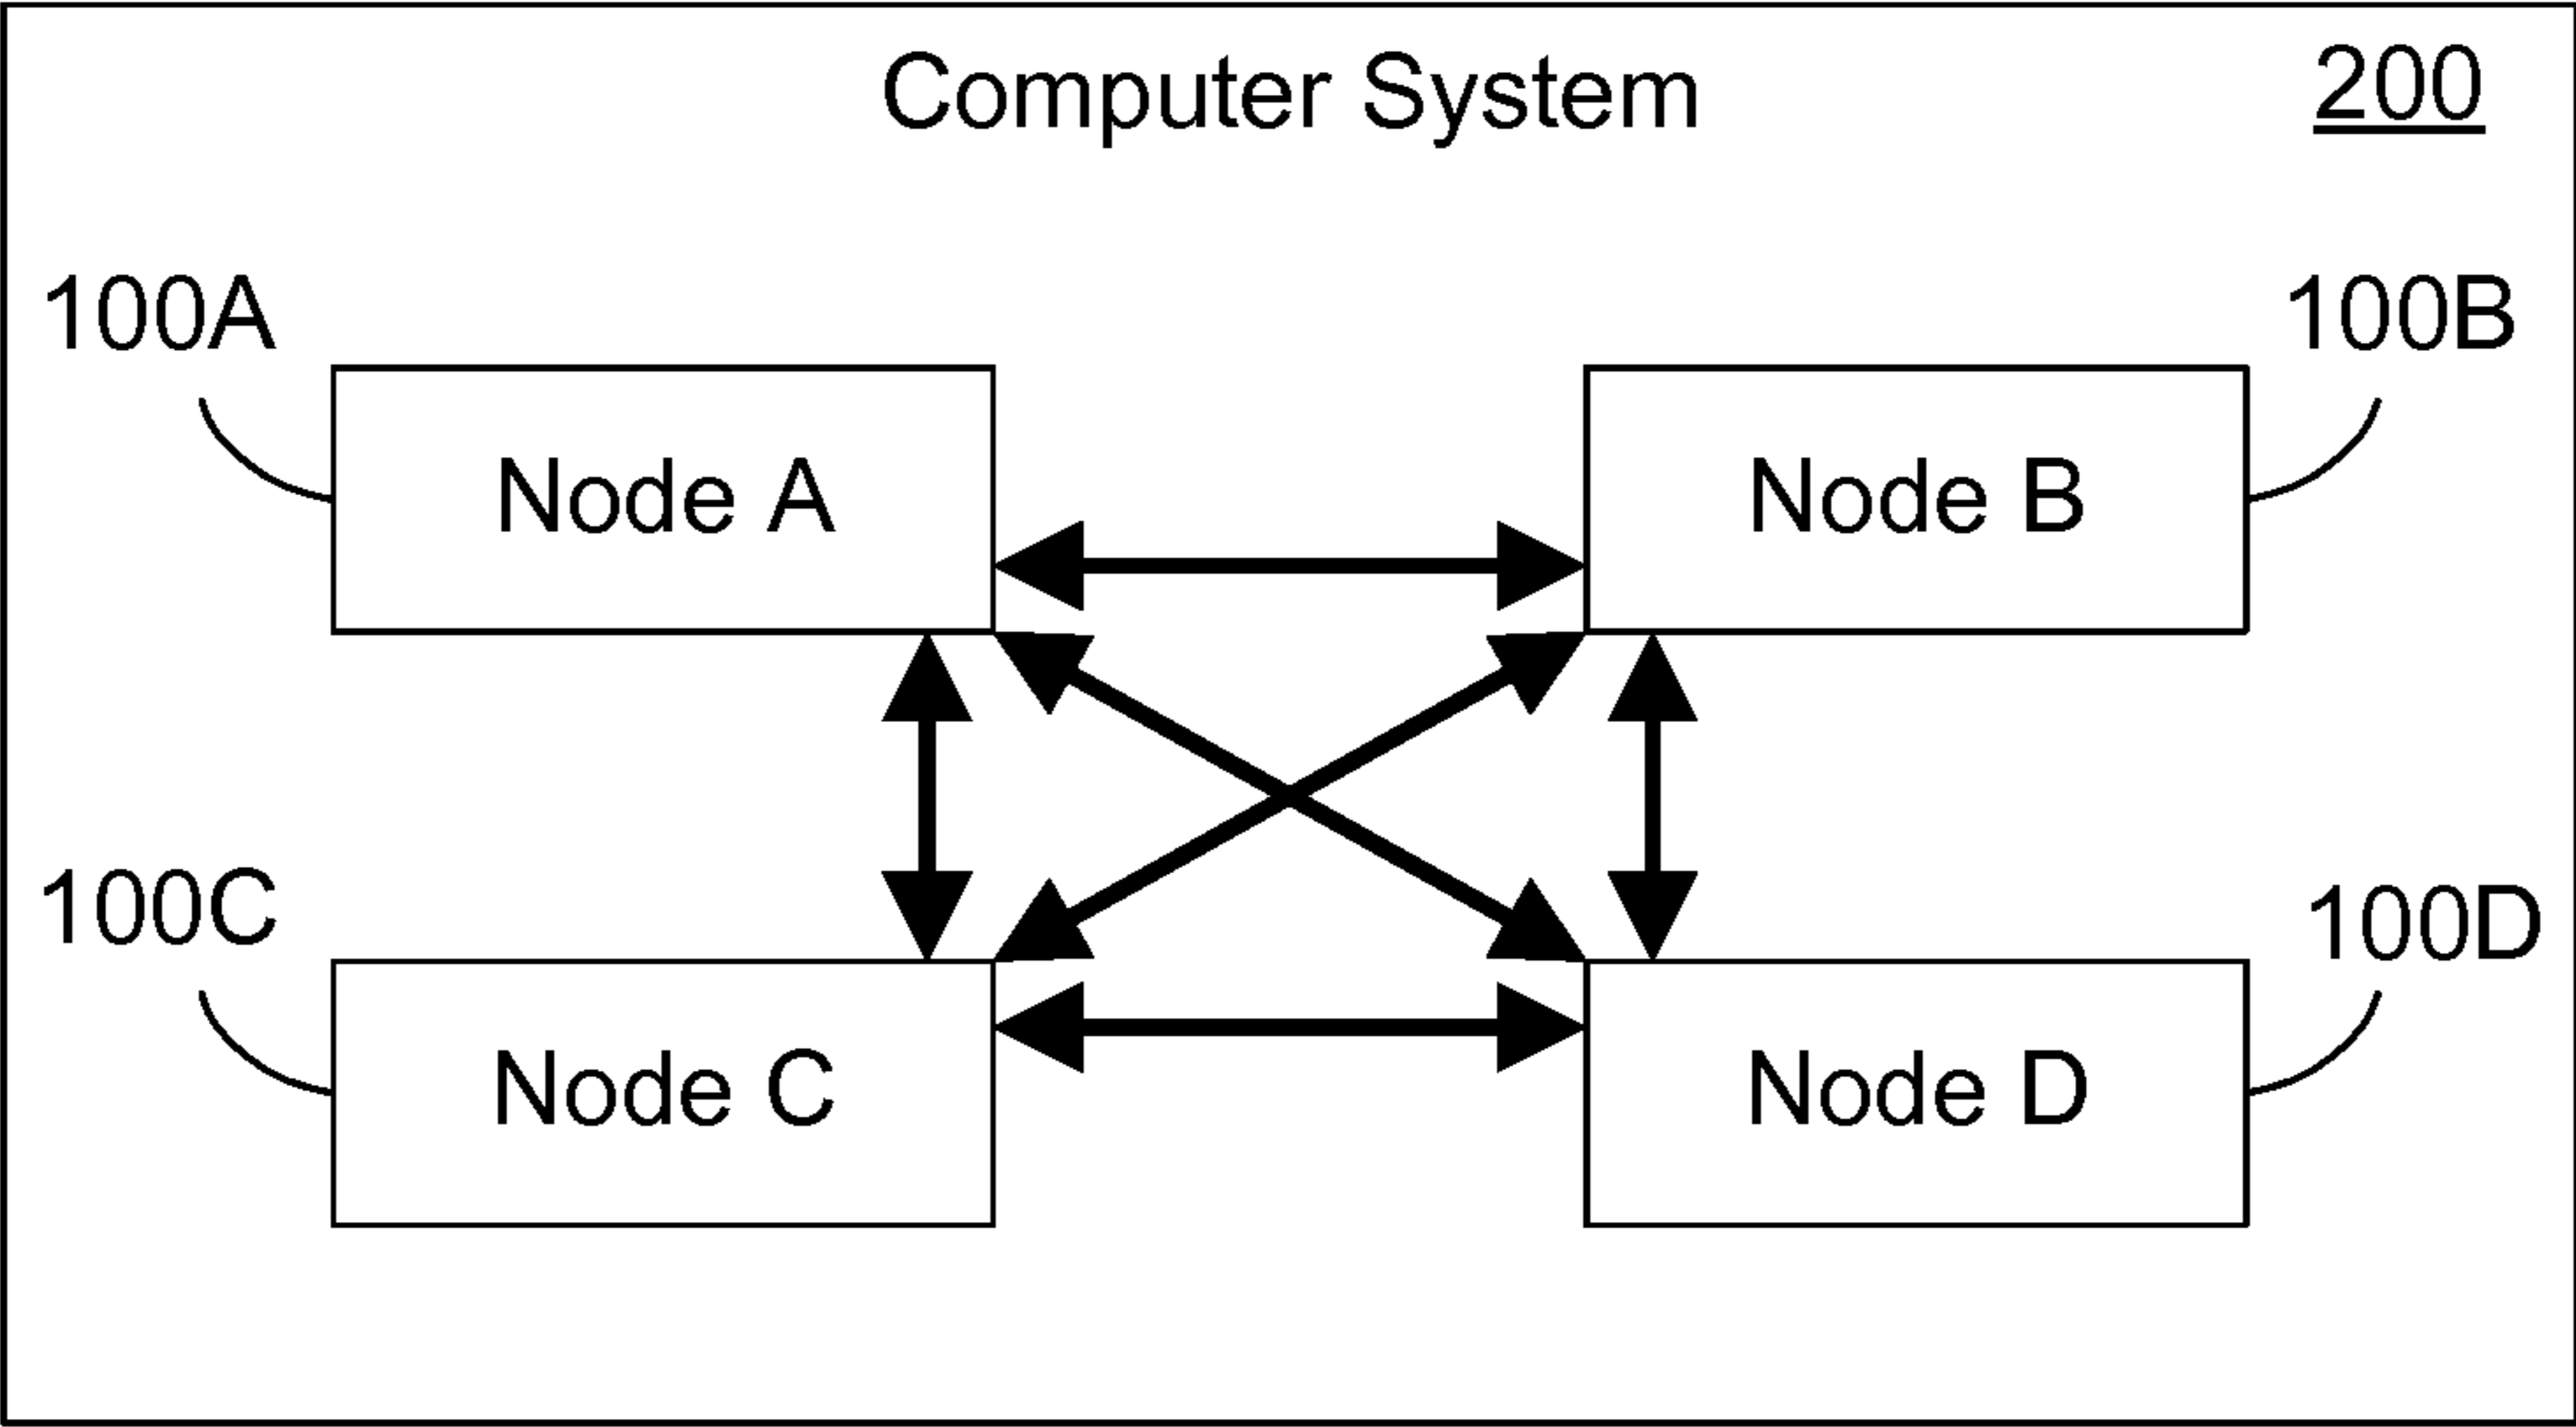 Computer System
200
100A
100B
Node A
Node B
100C
100D
Node C
Node D